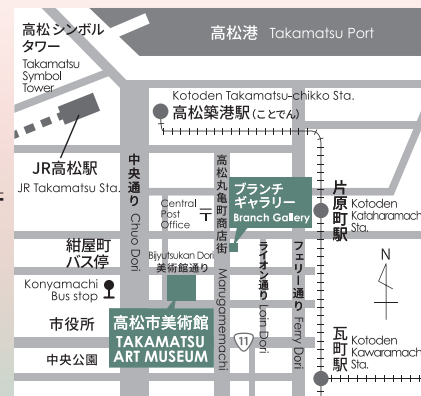 高松シンボル
タワー
Takamatsu
Symbol
Tower
高松港 Takamatsu Port
Kotoden Takamatsu-chikko Sta.
高松築港駅(ことでん)
JR高松駅
JR Takamatsu Sta.
中央通り Chuo Dori
Central
Post
Office
〒
高松丸亀町商店街 Marugamemachi
ブランチ
ギャラリー
Branch Gallery
片原町駅
Kotoden
Kataharamach
Sta.
紺屋町
バス停
Konyamachi
Bus stop
Bijyutsukan Dori
美術館通り
ライオン通り Loin Dori
フェリー通り Ferry Dori
N
市役所
高松市美術館
TAKAMATSU
ART MUSEUM
11
瓦町駅
Kotoden
Kawaramach
Sta.
中央公園